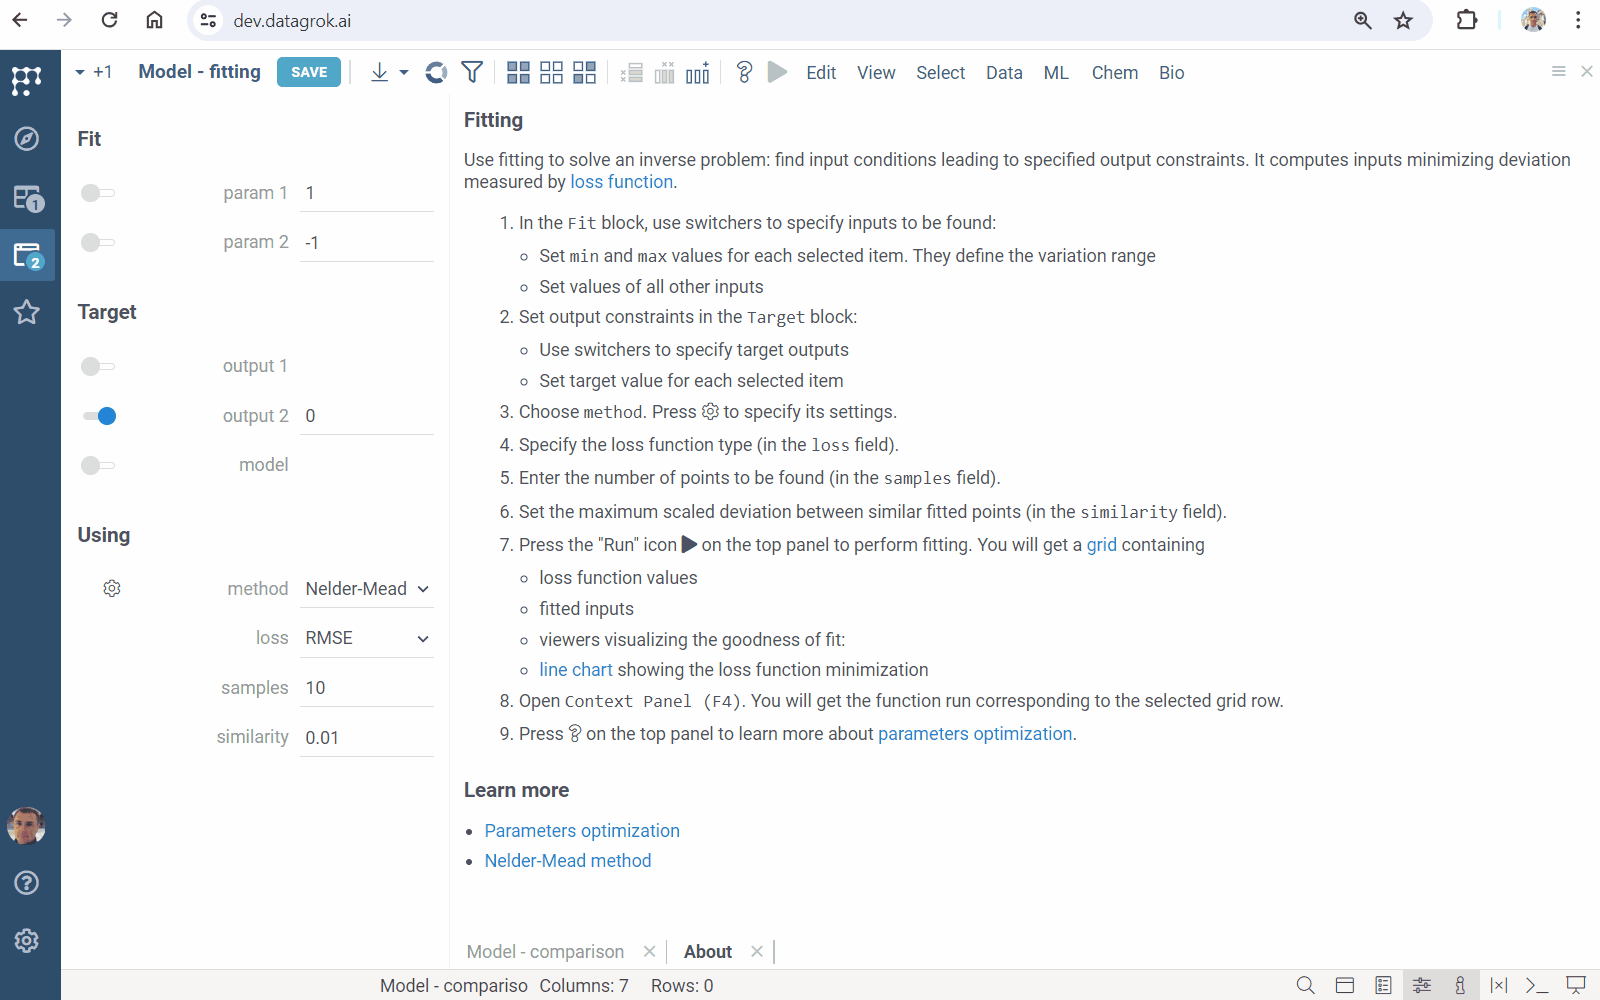 dev.datagrok.ai
+1 Model - fitting SAVE Edit View Select Data ML Chem Bio
1
2
Fit
param 1 1
param 2 -1
Target
output 1
output 2 0
model
Using
method Nelder-Mead
loss RMSE
samples 10
similarity 0.01
Fitting
Use fitting to solve an inverse problem: find input conditions leading to specified output constraints. It computes inputs minimizing deviation
measured by loss function.
1. In the Fit block, use switchers to specify inputs to be found:
Set min and max values for each selected item. They define the variation range
Set values of all other inputs
2. Set output constraints in the Target block:
Use switchers to specify target outputs
Set target value for each selected item
3. Choose method. Press to specify its settings.
4. Specify the loss function type (in the loss field).
5. Enter the number of points to be found (in the samples field).
6. Set the maximum scaled deviation between similar fitted points (in the similarity field).
7. Press the "Run" icon on the top panel to perform fitting. You will get a grid containing
loss function values
fitted inputs
viewers visualizing the goodness of fit:
line chart showing the loss function minimization
8. Open Context Panel (F4). You will get the function run corresponding to the selected grid row.
9. Press on the top panel to learn more about parameters optimization.
Learn more
Parameters optimization
Nelder-Mead method
Model - comparison About
Model - compariso Columns: 7 Rows: 0